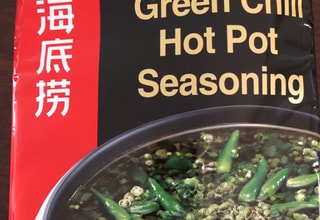 海底捞
Green Chili
Hot Pot
Seasoning